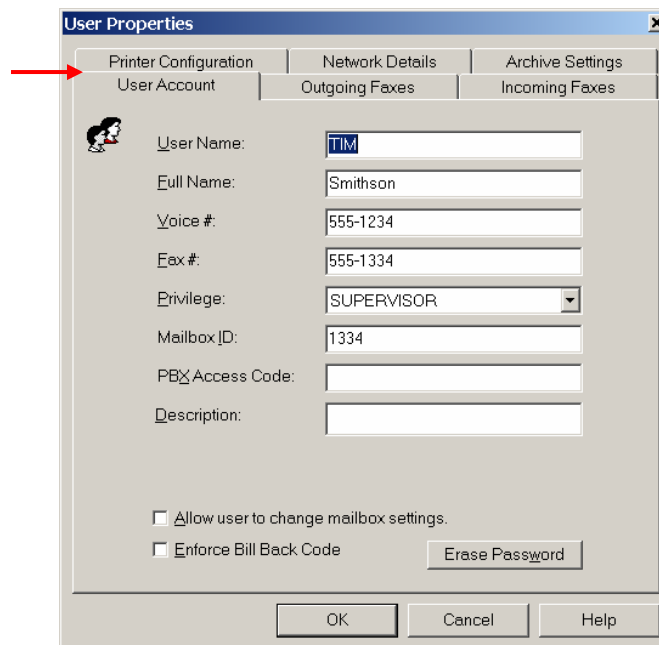 User Properties
Printer Configuration Network Details Archive Settings
User Account Outgoing Faxes Incoming Faxes
User Name: TIM
Full Name: Smithson
Voice #: 555-1234
Fax #: 555-1334
Privilege: SUPERVISOR
Mailbox ID: 1334
PBX Access Code:
Description:
Allow user to change mailbox settings.
Enforce Bill Back Code
Erase Password
OK Cancel Help